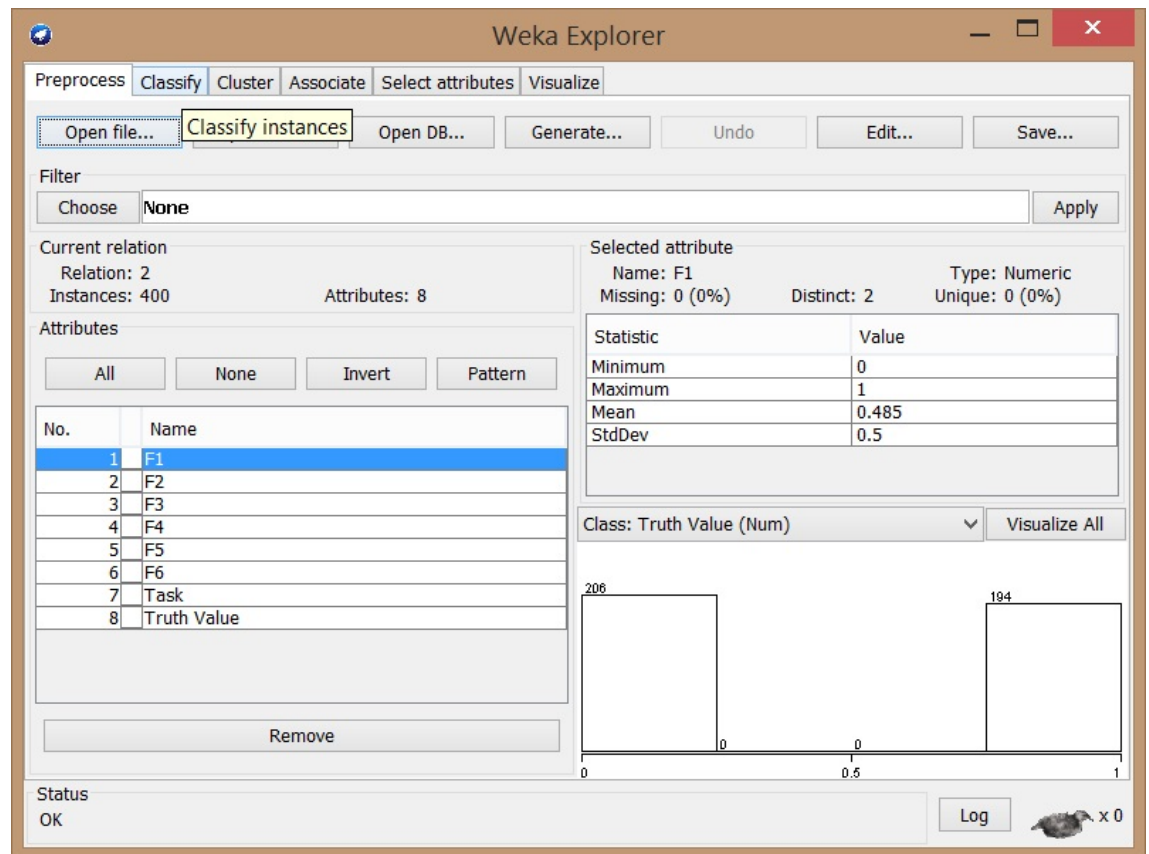 Weka Explorer
Preprocess Classify Cluster Associate Select attributes Visualize
Open file... Classify instances Open DB... Generate... Undo Edit... Save...
Filter
Choose None Apply
Current relation
Relation: 2
Instances: 400 Attributes: 8
Attributes
All None Invert Pattern
No. Name
1 F1
2 F2
3 F3
4 F4
5 F5
6 F6
7 Task
8 Truth Value
Remove
Selected attribute
Name: F1 Type: Numeric
Missing: 0 (0%) Distinct: 2 Unique: 0 (0%)
Statistic Value
Minimum 0
Maximum 1
Mean 0.485
StdDev 0.5
Class: Truth Value (Num) Visualize All
206 194
0 0
0 0.5 1
Status
OK Log x 0